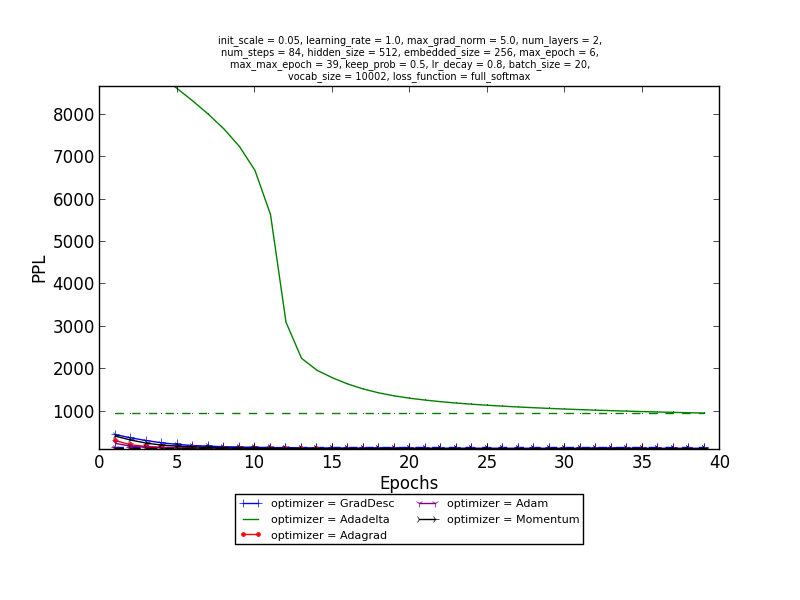 init_scale = 0.05, learning_rate = 1.0, max_grad_norm = 5.0, num_layers = 2,
num_steps = 84, hidden_size = 512, embedded_size = 256, max_epoch = 6,
max_max_epoch = 39, keep_prob = 0.5, lr_decay = 0.8, batch_size = 20,
vocab_size = 10002, loss_function = full_softmax
8000
7000
6000
5000
4000
3000
2000
1000
PPL
0 5 10 15 20 25 30 35 40
Epochs
optimizer = GradDesc
optimizer = Adadelta
optimizer = Adagrad
optimizer = Adam
optimizer = Momentum